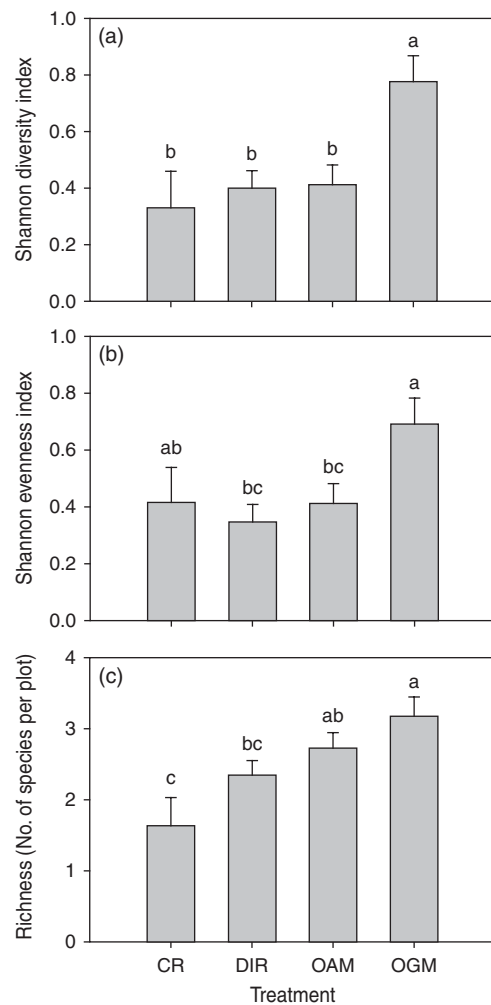 (a)
Shannon diversity index
1.0
0.8
0.6
0.4
0.2
0.0
b
b
b
a
(b)
Shannon evenness index
1.0
0.8
0.6
0.4
0.2
0.0
ab
bc
bc
a
(c)
Richness (No. of species per plot)
4
3
2
1
0
c
bc
ab
a
CR DIR OAM OGM
Treatment